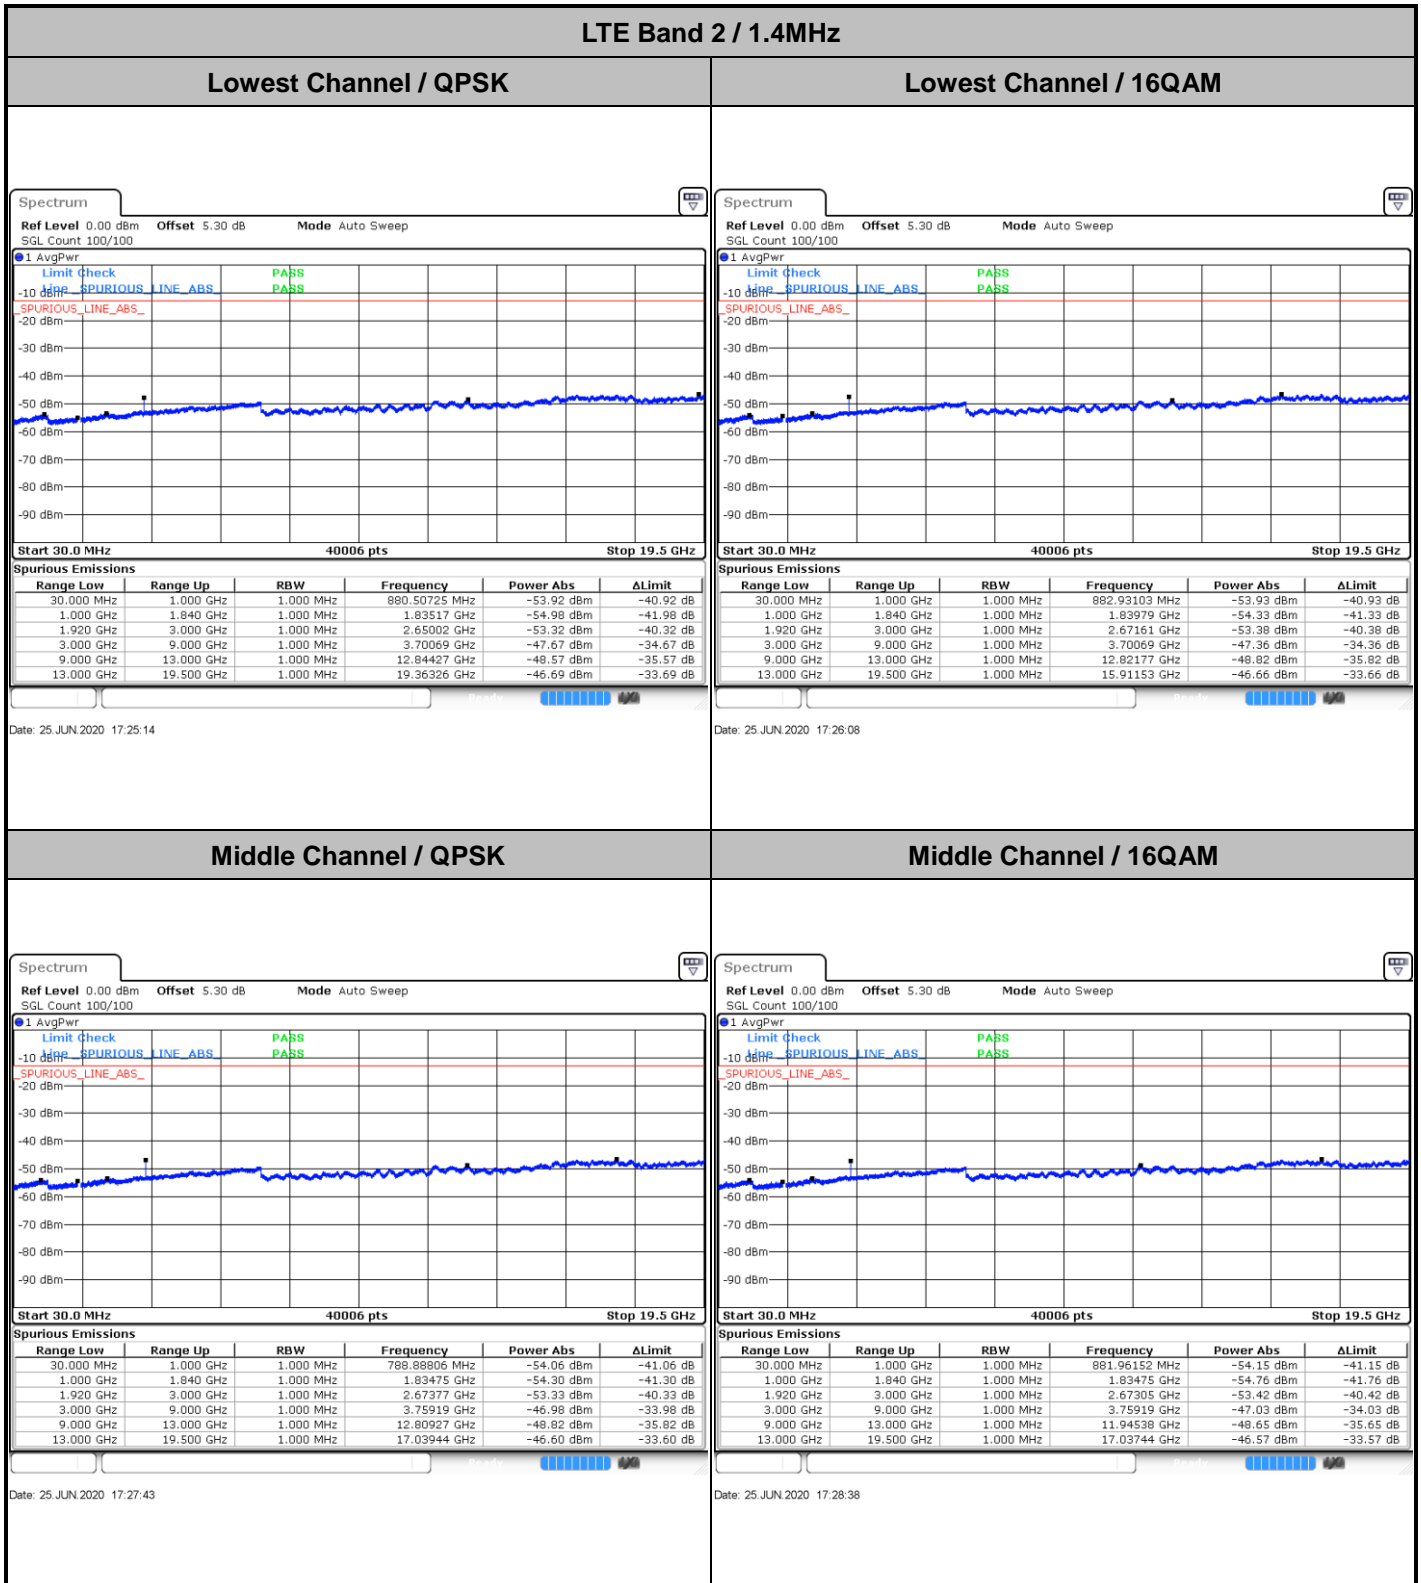 LTE Band 2 / 1.4MHz
Lowest Channel / QPSK
Spectrum
Ref Level 0.00 dBm Offset 5.30 dB Mode Auto Sweep
SGL Count 100/100
1 AvgPwr
Limit Check PASS
Line _SPURIOUS_LINE_ABS_ PASS
-10 dBm
_SPURIOUS_LINE_ABS_
-20 dBm
-30 dBm
-40 dBm
-50 dBm
-60 dBm
-70 dBm
-80 dBm
-90 dBm
Start 30.0 MHz 40006 pts Stop 19.5 GHz
Spurious Emissions
Range Low Range Up RBW Frequency Power Abs ΔLimit
30.000 MHz 1.000 GHz 1.000 MHz 880.50725 MHz -53.92 dBm -40.92 dB
1.000 GHz 1.840 GHz 1.000 MHz 1.83517 GHz -54.98 dBm -41.98 dB
1.920 GHz 3.000 GHz 1.000 MHz 2.65002 GHz -53.32 dBm -40.32 dB
3.000 GHz 9.000 GHz 1.000 MHz 3.70069 GHz -47.67 dBm -34.67 dB
9.000 GHz 13.000 GHz 1.000 MHz 12.84427 GHz -48.57 dBm -35.57 dB
13.000 GHz 19.500 GHz 1.000 MHz 19.36326 GHz -46.69 dBm -33.69 dB
Date: 25.JUN.2020 17:25:14
Lowest Channel / 16QAM
Spectrum
Ref Level 0.00 dBm Offset 5.30 dB Mode Auto Sweep
SGL Count 100/100
1 AvgPwr
Limit Check PASS
Line _SPURIOUS_LINE_ABS_ PASS
-10 dBm
_SPURIOUS_LINE_ABS_
-20 dBm
-30 dBm
-40 dBm
-50 dBm
-60 dBm
-70 dBm
-80 dBm
-90 dBm
Start 30.0 MHz 40006 pts Stop 19.5 GHz
Spurious Emissions
Range Low Range Up RBW Frequency Power Abs ΔLimit
30.000 MHz 1.000 GHz 1.000 MHz 882.93103 MHz -53.93 dBm -40.93 dB
1.000 GHz 1.840 GHz 1.000 MHz 1.83979 GHz -54.33 dBm -41.33 dB
1.920 GHz 3.000 GHz 1.000 MHz 2.67161 GHz -53.38 dBm -40.38 dB
3.000 GHz 9.000 GHz 1.000 MHz 3.70069 GHz -47.36 dBm -34.36 dB
9.000 GHz 13.000 GHz 1.000 MHz 12.82177 GHz -48.82 dBm -35.82 dB
13.000 GHz 19.500 GHz 1.000 MHz 15.91153 GHz -46.66 dBm -33.66 dB
Date: 25.JUN.2020 17:26:08
Middle Channel / QPSK
Spectrum
Ref Level 0.00 dBm Offset 5.30 dB Mode Auto Sweep
SGL Count 100/100
1 AvgPwr
Limit Check PASS
Line _SPURIOUS_LINE_ABS_ PASS
-10 dBm
_SPURIOUS_LINE_ABS_
-20 dBm
-30 dBm
-40 dBm
-50 dBm
-60 dBm
-70 dBm
-80 dBm
-90 dBm
Start 30.0 MHz 40006 pts Stop 19.5 GHz
Spurious Emissions
Range Low Range Up RBW Frequency Power Abs ΔLimit
30.000 MHz 1.000 GHz 1.000 MHz 788.88806 MHz -54.06 dBm -41.06 dB
1.000 GHz 1.840 GHz 1.000 MHz 1.83475 GHz -54.30 dBm -41.30 dB
1.920 GHz 3.000 GHz 1.000 MHz 2.67377 GHz -53.33 dBm -40.33 dB
3.000 GHz 9.000 GHz 1.000 MHz 3.75919 GHz -46.98 dBm -33.98 dB
9.000 GHz 13.000 GHz 1.000 MHz 12.80927 GHz -48.82 dBm -35.82 dB
13.000 GHz 19.500 GHz 1.000 MHz 17.03944 GHz -46.60 dBm -33.60 dB
Date: 25.JUN.2020 17:27:43
Middle Channel / 16QAM
Spectrum
Ref Level 0.00 dBm Offset 5.30 dB Mode Auto Sweep
SGL Count 100/100
1 AvgPwr
Limit Check PASS
Line _SPURIOUS_LINE_ABS_ PASS
-10 dBm
_SPURIOUS_LINE_ABS_
-20 dBm
-30 dBm
-40 dBm
-50 dBm
-60 dBm
-70 dBm
-80 dBm
-90 dBm
Start 30.0 MHz 40006 pts Stop 19.5 GHz
Spurious Emissions
Range Low Range Up RBW Frequency Power Abs ΔLimit
30.000 MHz 1.000 GHz 1.000 MHz 881.96152 MHz -54.15 dBm -41.15 dB
1.000 GHz 1.840 GHz 1.000 MHz 1.83475 GHz -54.76 dBm -41.76 dB
1.920 GHz 3.000 GHz 1.000 MHz 2.67305 GHz -53.42 dBm -40.42 dB
3.000 GHz 9.000 GHz 1.000 MHz 3.75919 GHz -47.03 dBm -34.03 dB
9.000 GHz 13.000 GHz 1.000 MHz 11.94538 GHz -48.65 dBm -35.65 dB
13.000 GHz 19.500 GHz 1.000 MHz 17.03744 GHz -46.57 dBm -33.57 dB
Date: 25.JUN.2020 17:28:38